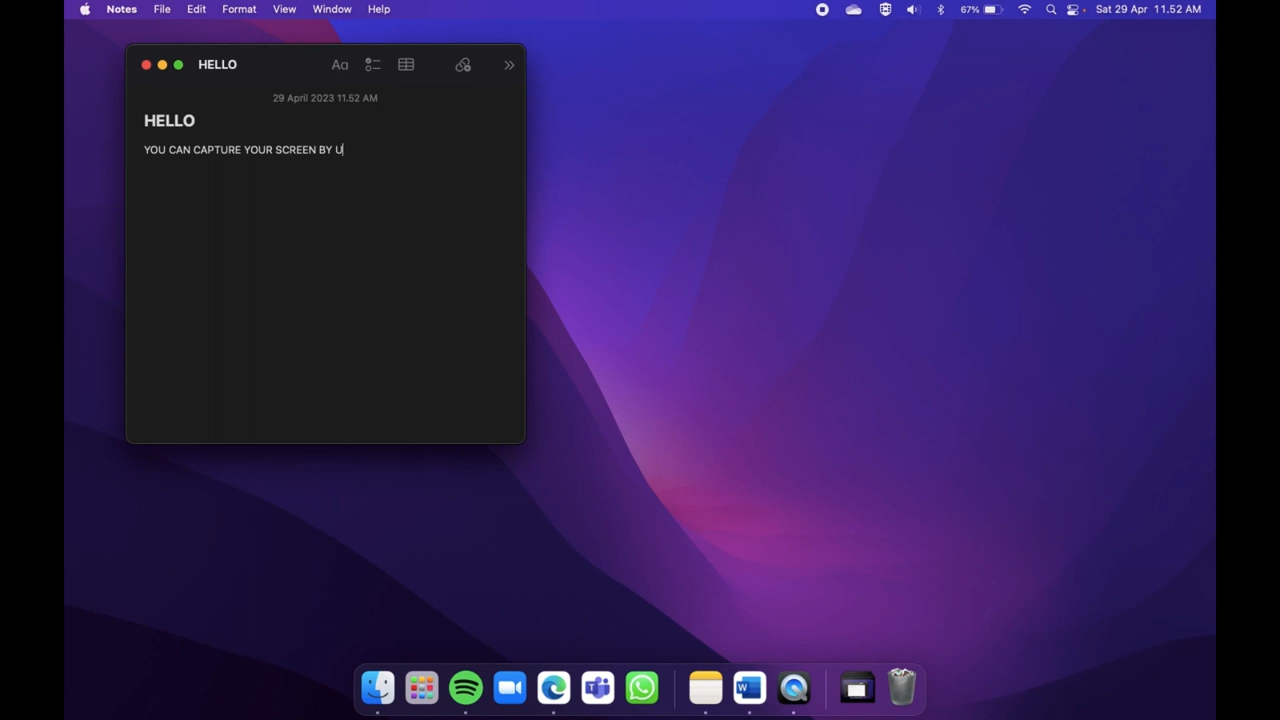 Notes File Edit Format View Window Help 67% Sat 29 Apr 11.52 AM
HELLO Aa
29 April 2023 11.52 AM
HELLO
YOU CAN CAPTURE YOUR SCREEN BY U